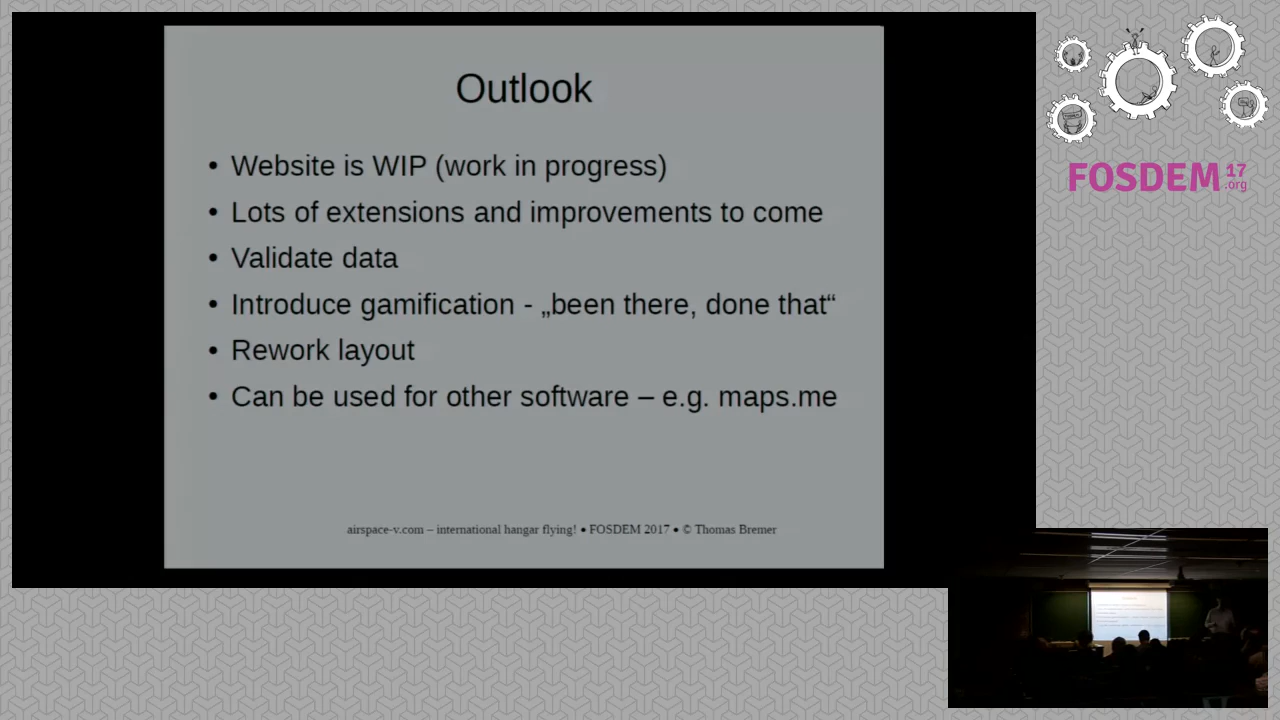 Outlook
• Website is WIP (work in progress)
• Lots of extensions and improvements to come
• Validate data
• Introduce gamification - „been there, done that“
• Rework layout
• Can be used for other software – e.g. maps.me
airspace-v.com – international hangar flying! • FOSDEM 2017 • © Thomas Bremer
FOSDEM 17
.org